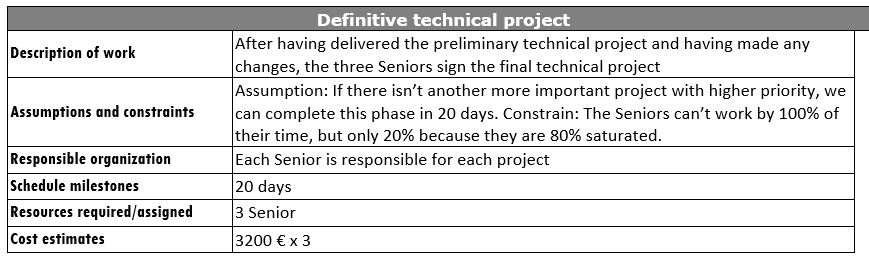 Definitive technical project
Description of work
After having delivered the preliminary technical project and having made any
changes, the three Seniors sign the final technical project
Assumptions and constraints
Assumption: If there isn’t another more important project with higher priority, we
can complete this phase in 20 days. Constrain: The Seniors can’t work by 100% of
their time, but only 20% because they are 80% saturated.
Responsible organization
Each Senior is responsible for each project
Schedule milestones
20 days
Resources required/assigned
3 Senior
Cost estimates
3200 € x 3